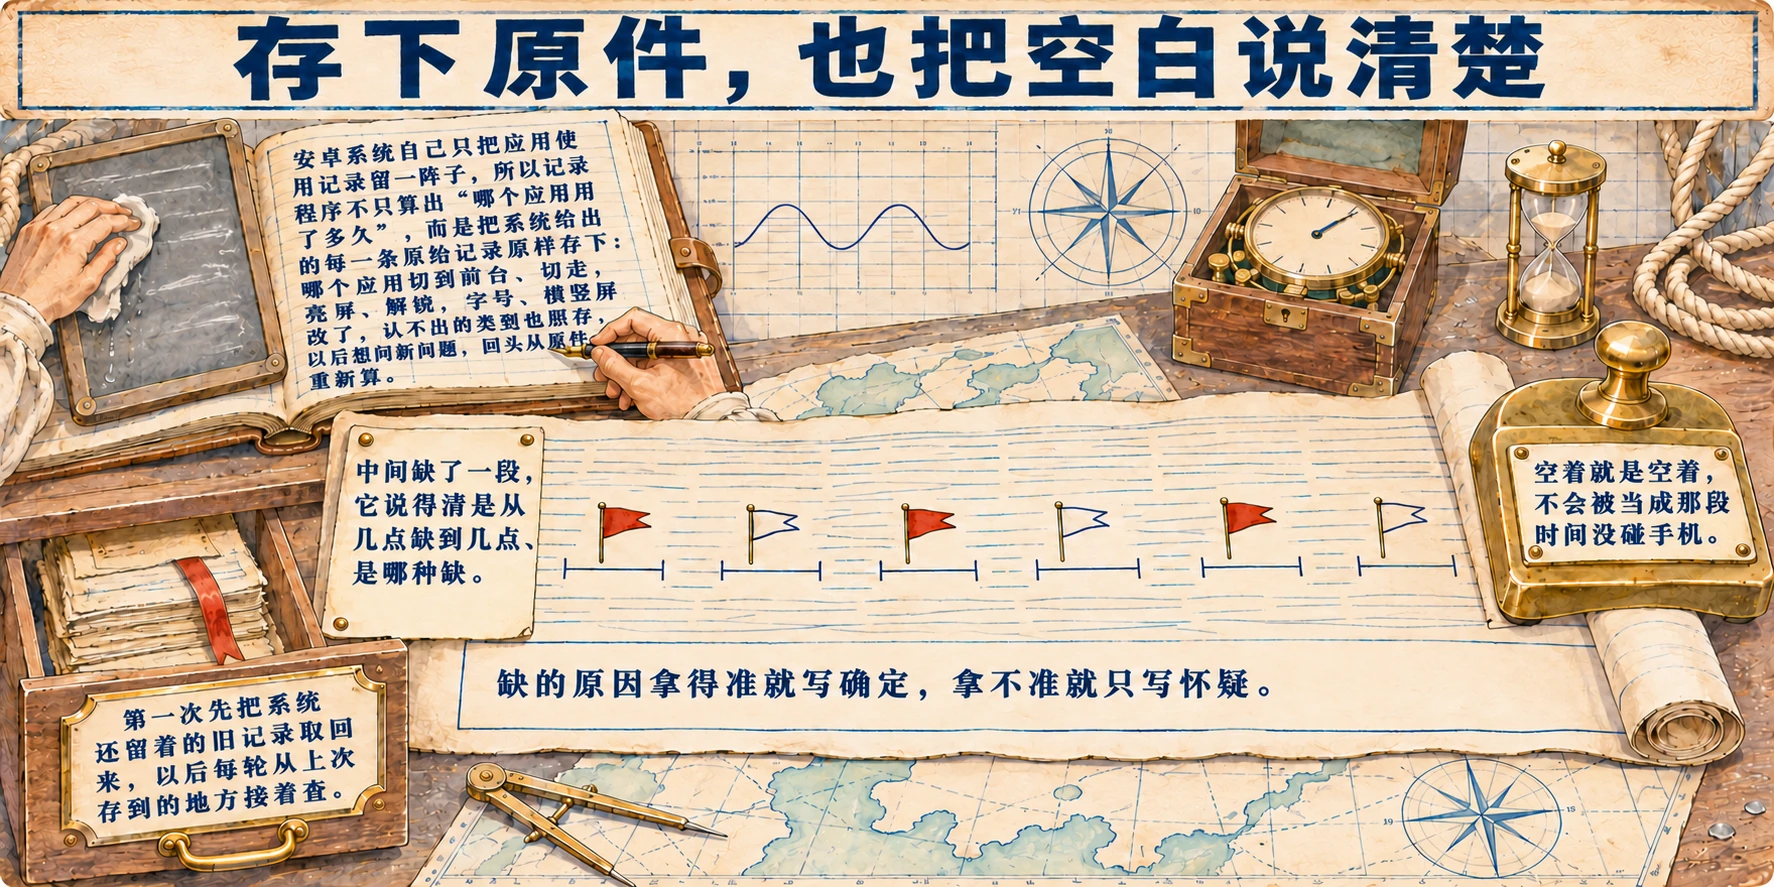 存下原件，也把空白说清楚
安卓系统自己只把应用使
用记录留一阵子，所以记录
程序不只算出“哪个应用用
了多久”，而是把系统给出
的每一条原始记录原样存下：
哪个应用切到前台、切走，
亮屏、解锁，字号、横竖屏
改了，认不出的类到也照存，
以后想问新问题，回头从原件
重新算。
中间缺了一段，
它说得清是从
几点缺到几点、
是哪种缺。
空着就是空着，
不会被当成那段
时间没碰手机。
缺的原因拿得准就写确定，拿不准就只写怀疑。
第一次先把系统
还留着的旧记录取回
来，以后每轮从上次
存到的地方接着查。